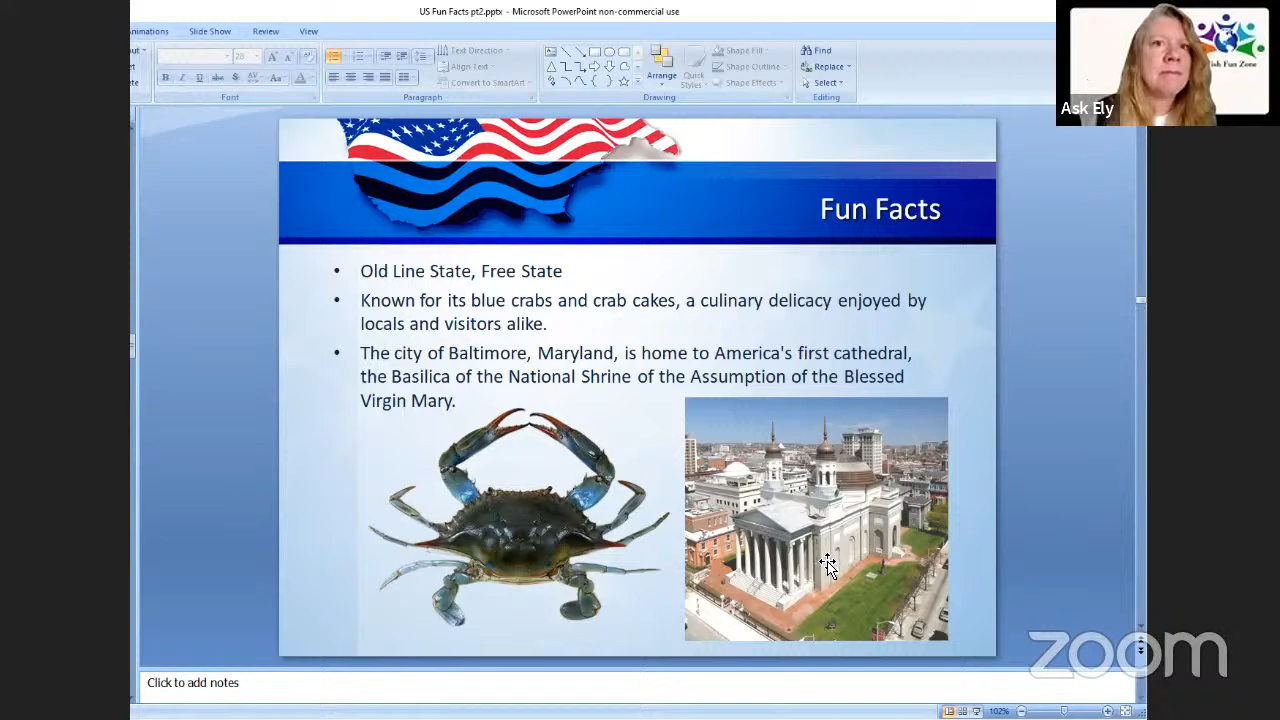 US Fun Facts pt2.pptx - Microsoft PowerPoint non-commercial use
nimations Slide Show Review View
Text Direction
Align Text
Convert to SmartArt
Arrange
Quick
Styles
Shape Fill
Shape Outline
Shape Effects
Find
Replace
Select
Font Paragraph Drawing Editing
Ask Ely
ish Fun Zone
Fun Facts
• Old Line State, Free State
• Known for its blue crabs and crab cakes, a culinary delicacy enjoyed by
locals and visitors alike.
• The city of Baltimore, Maryland, is home to America's first cathedral,
the Basilica of the National Shrine of the Assumption of the Blessed
Virgin Mary.
zoom
Click to add notes
102%